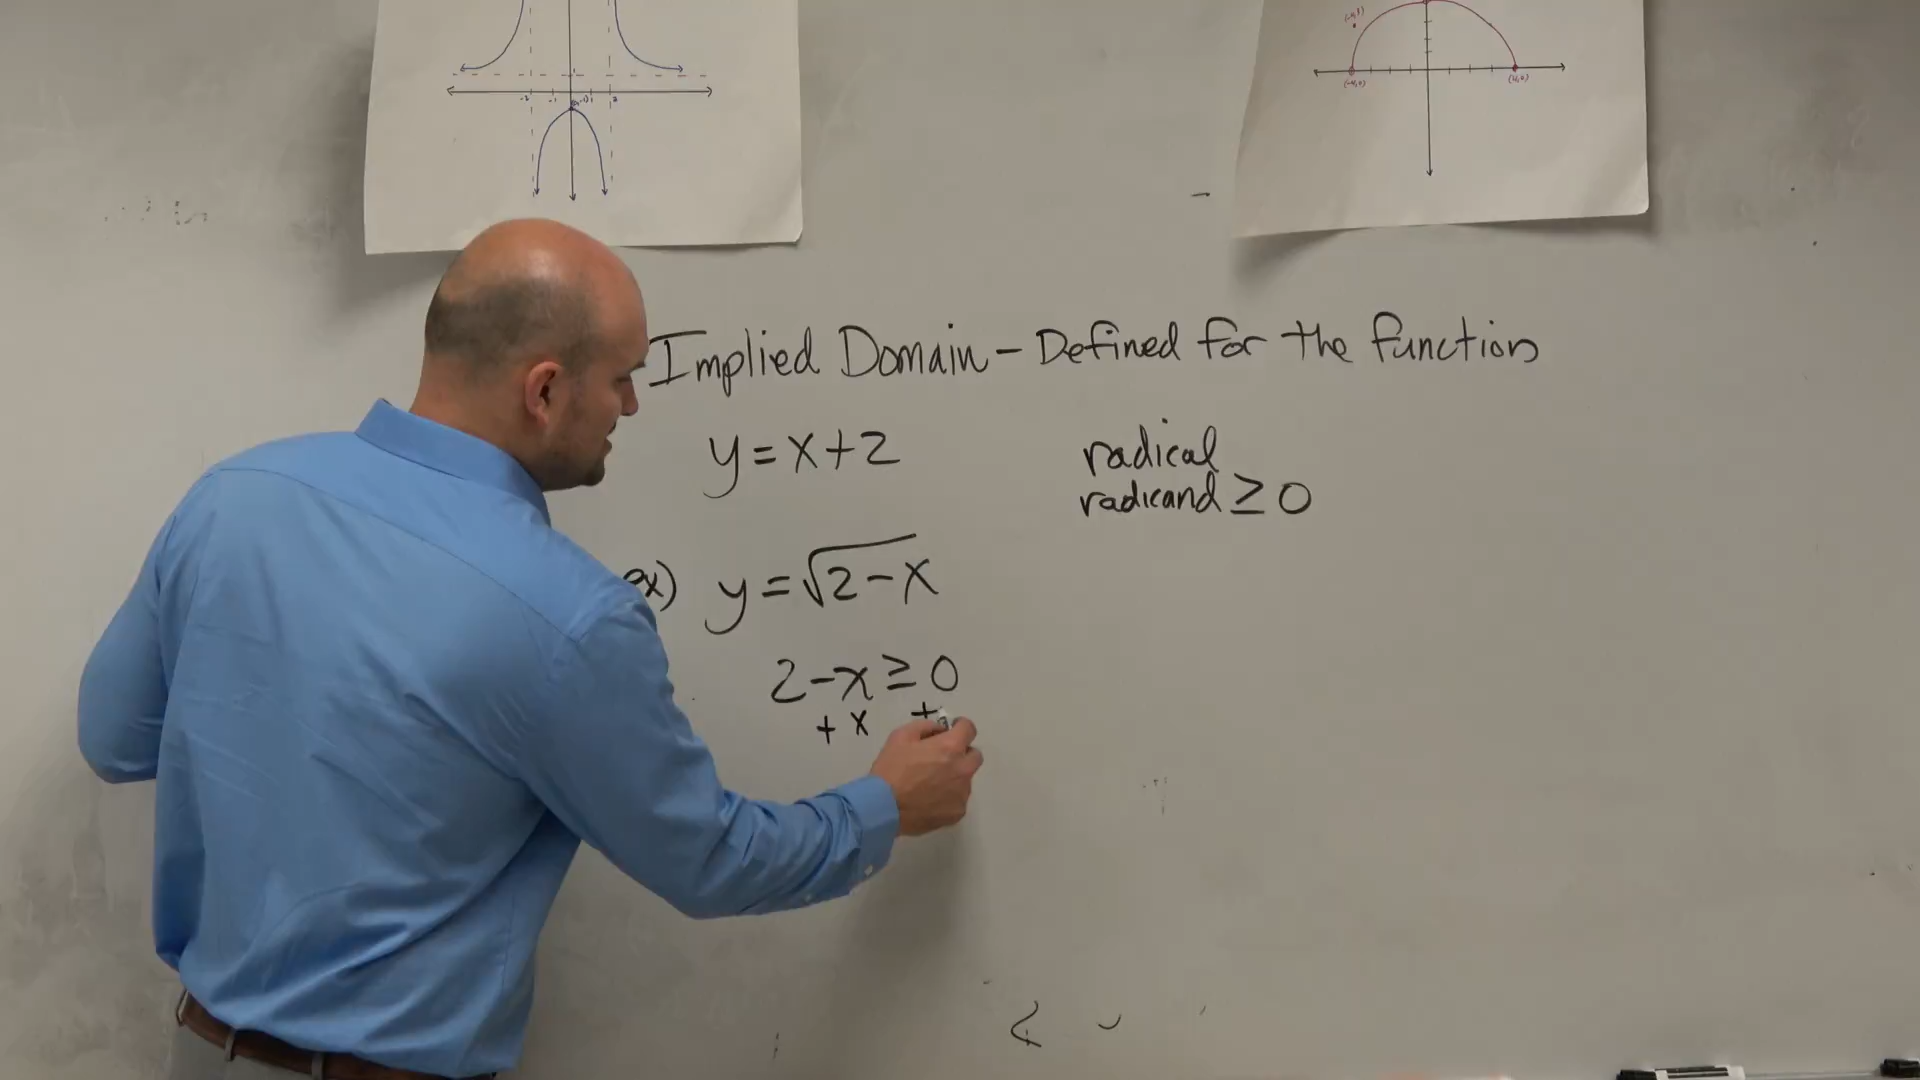 Implied Domain - Defined for the function
y = x + 2
radical
radicand ≥ 0
ex) y = √2-x
2 - x ≥ 0
+ x +